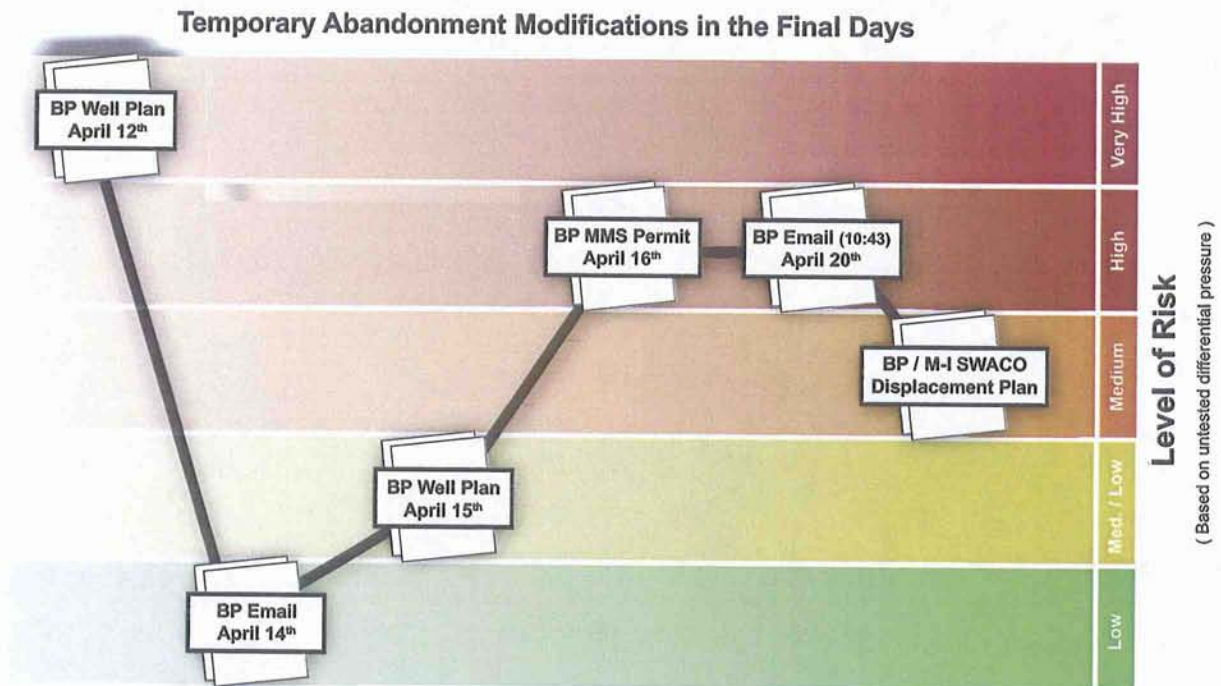 Temporary Abandonment Modifications in the Final Days
BP Well Plan
April 12th
BP MMS Permit
April 16th
BP Email (10:43)
April 20th
BP / M-I SWACO
Displacement Plan
BP Well Plan
April 15th
BP Email
April 14th
Very High
High
Medium
Med. / Low
Low
Level of Risk
( Based on untested differential pressure )